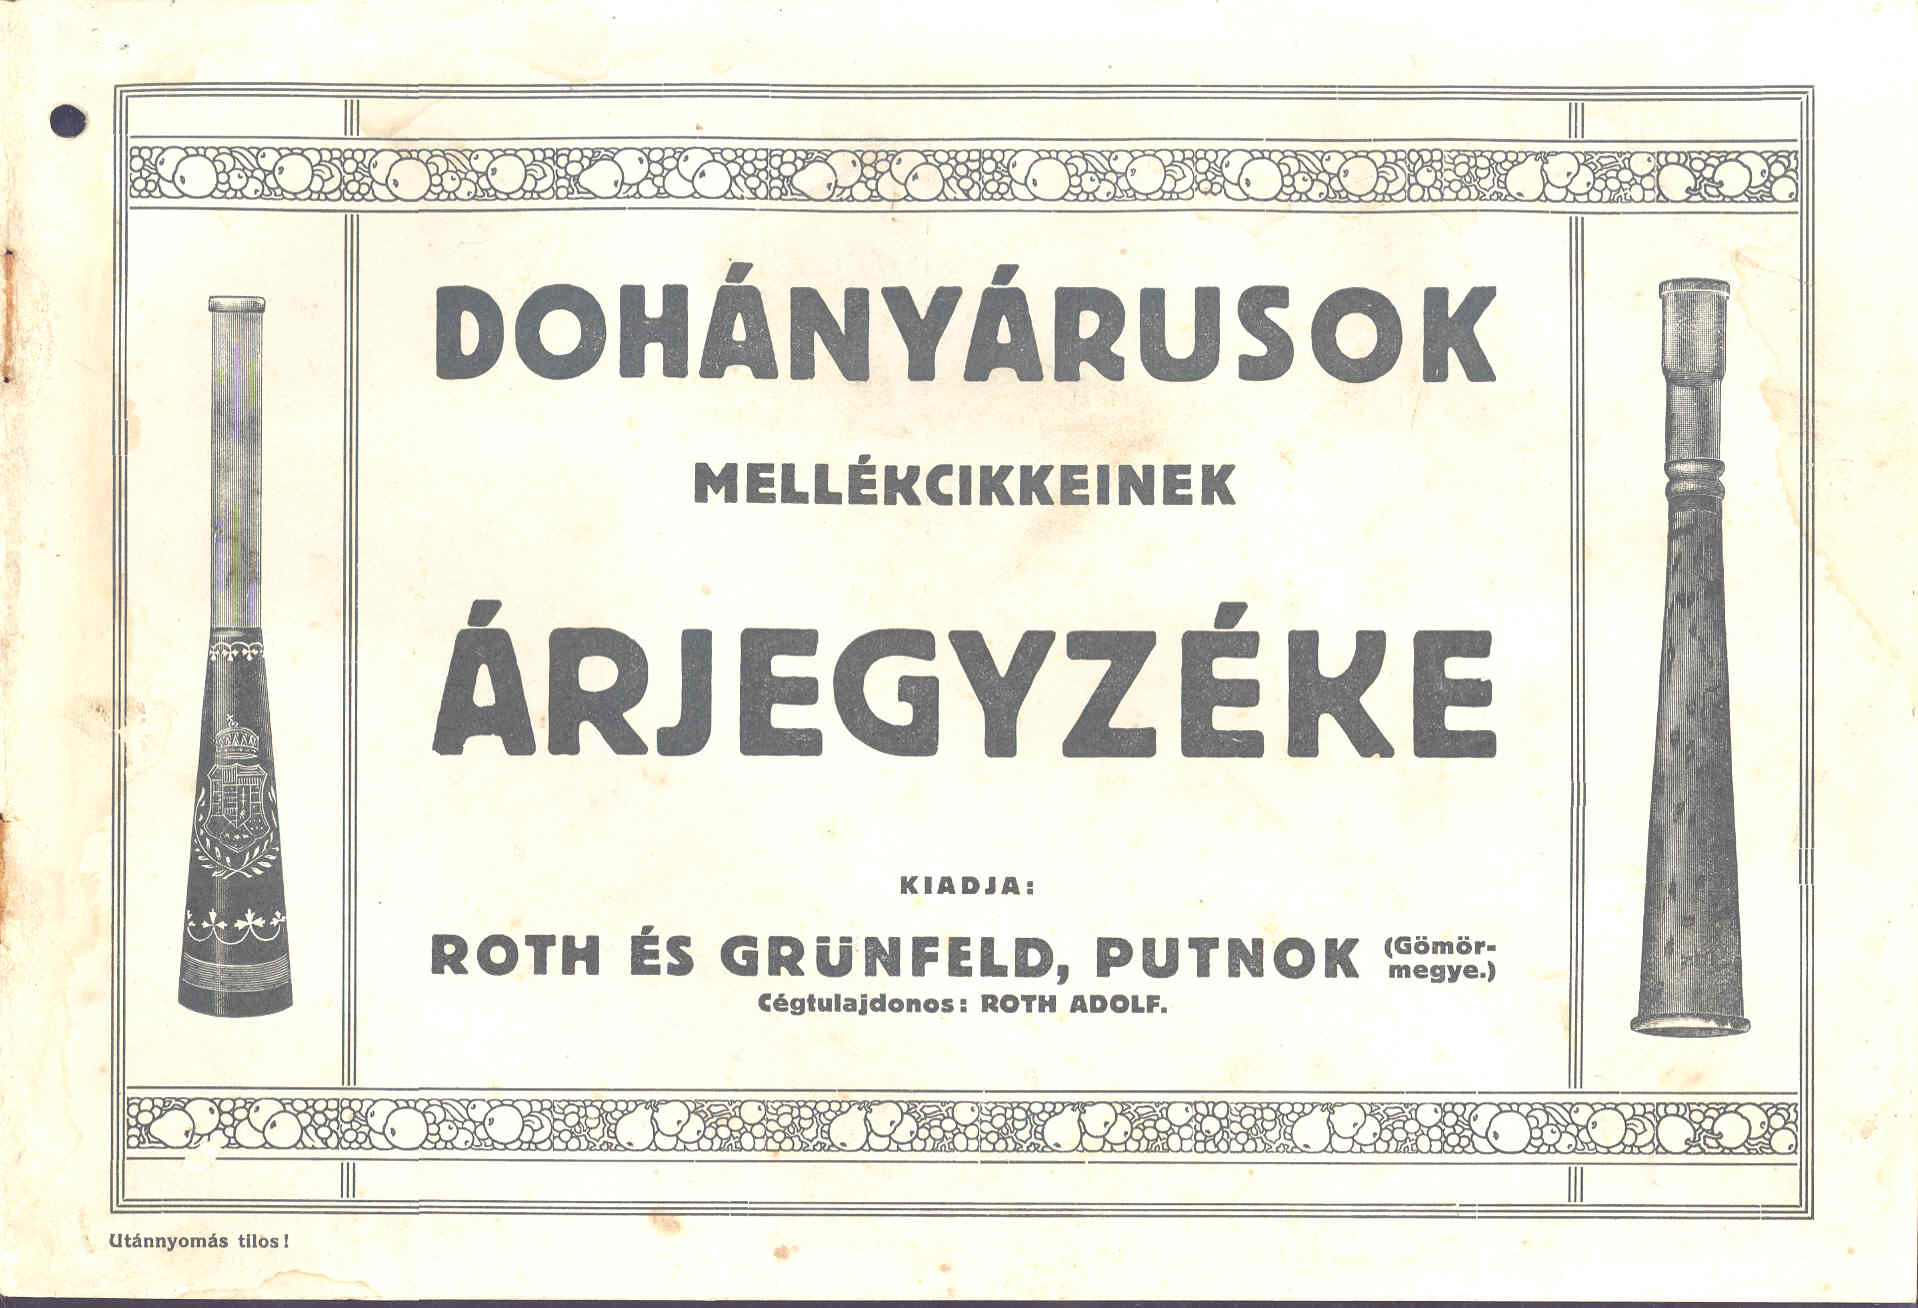 DOHÁNYÁRUSOK
MELLÉKCIKKEINEK
ÁRJEGYZÉKE
KIADJA:
ROTH ÉS GRÜNFELD, PUTNOK (Gömör-
megye.)
Cégtulajdonos: ROTH ADOLF.
Utánnyomás tilos!